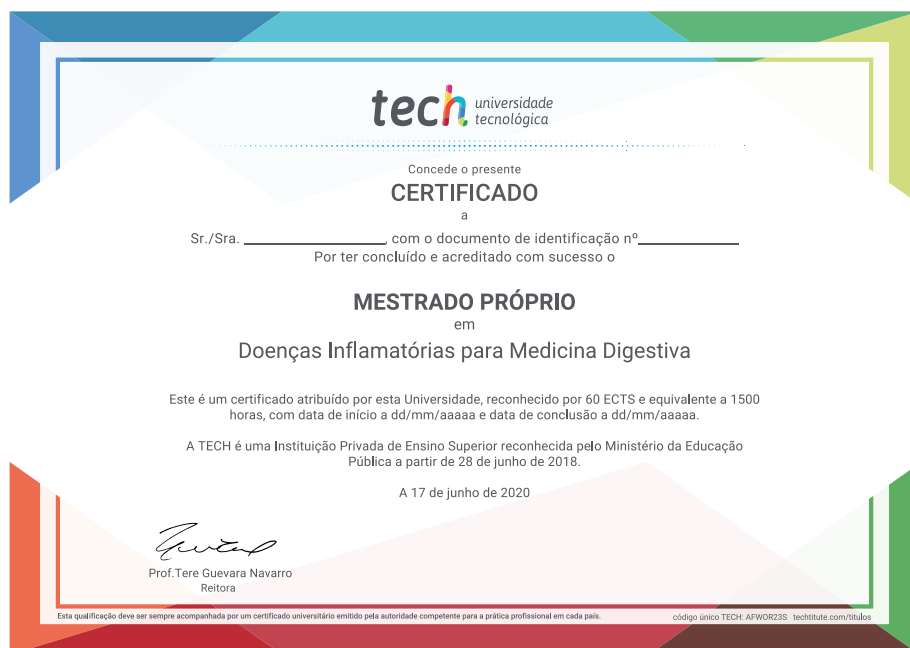 tech universidade
tecnológica
Concede o presente
CERTIFICADO
a
Sr./Sra. ________________, com o documento de identificação nº___________
Por ter concluído e acreditado com sucesso o
MESTRADO PRÓPRIO
em
Doenças Inflamatórias para Medicina Digestiva
Este é um certificado atribuído por esta Universidade, reconhecido por 60 ECTS e equivalente a 1500
horas, com data de início a dd/mm/aaaaa e data de conclusão a dd/mm/aaaaa.
A TECH é uma Instituição Privada de Ensino Superior reconhecida pelo Ministério da Educação
Pública a partir de 28 de junho de 2018.
A 17 de junho de 2020
Prof.Tere Guevara Navarro
Reitora
Esta qualificação deve ser sempre acompanhada por um certificado universitário emitido pela autoridade competente para a prática profissional em cada país.
código único TECH: AFWOR23S techtitute.com/titulos